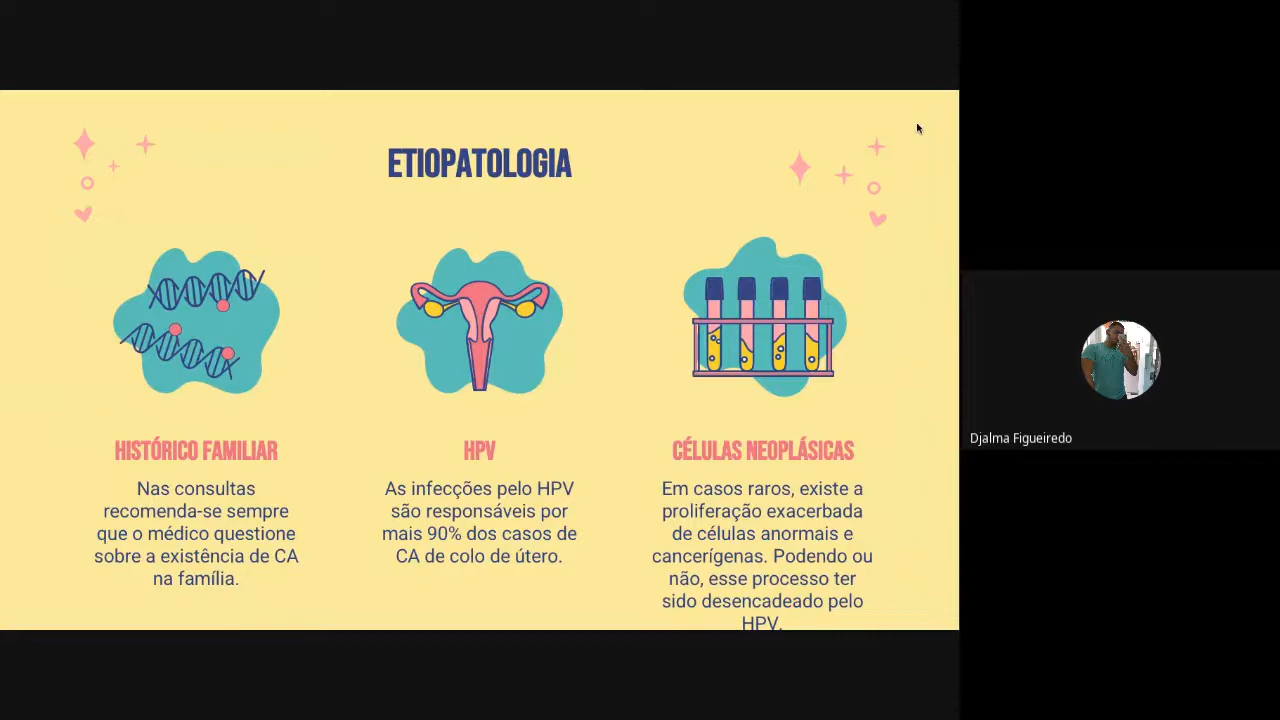 ETIOPATOLOGIA
HISTÓRICO FAMILIAR
Nas consultas
recomenda-se sempre
que o médico questione
sobre a existência de CA
na família.
HPV
As infecções pelo HPV
são responsáveis por
mais 90% dos casos de
CA de colo de útero.
CÉLULAS NEOPLÁSICAS
Em casos raros, existe a
proliferação exacerbada
de células anormais e
cancerígenas. Podendo ou
não, esse processo ter
sido desencadeado pelo
HPV.
Djalma Figueiredo